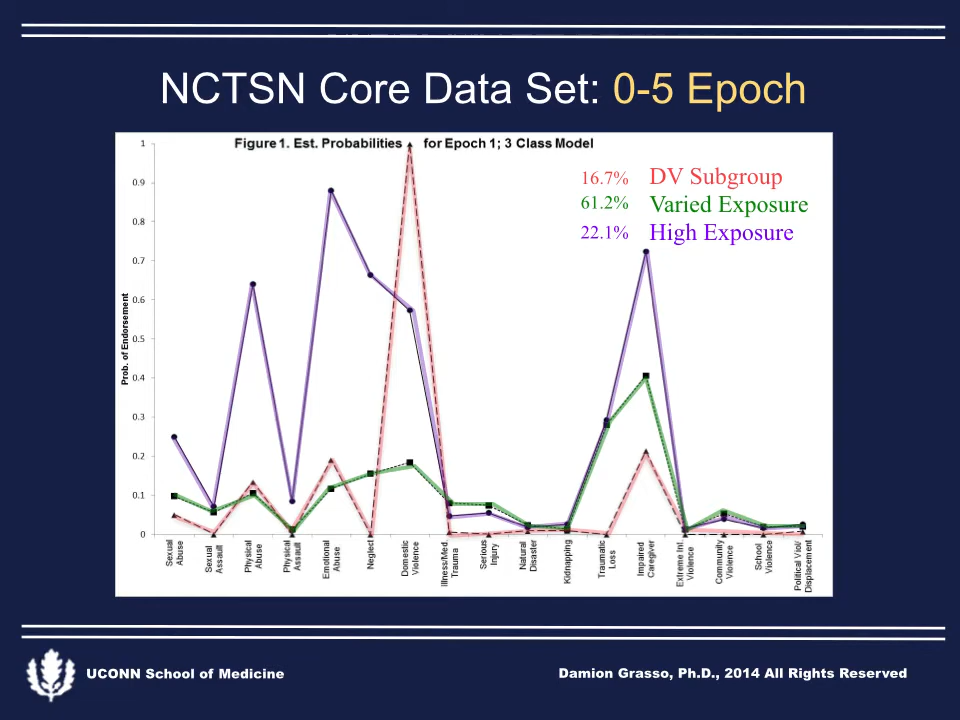 NCTSN Core Data Set: 0-5 Epoch
Figure 1. Est. Probabilities for Epoch 1; 3 Class Model
16.7% DV Subgroup
61.2% Varied Exposure
22.1% High Exposure
Prob. of Endorsement
1
0.9
0.8
0.7
0.6
0.5
0.4
0.3
0.2
0.1
0
Sexual
Abuse
Sexual
Assault
Physical
Abuse
Physical
Assault
Emotional
Abuse
Neglect
Domestic
Violence
Illness/Med.
Trauma
Serious
Injury
Natural
Disaster
Kidnapping
Traumatic
Loss
Impaired
Caregiver
Extreme Int.
Violence
Community
Violence
School
Violence
Political Viol/
Displacement
UCONN School of Medicine
Damion Grasso, Ph.D., 2014 All Rights Reserved